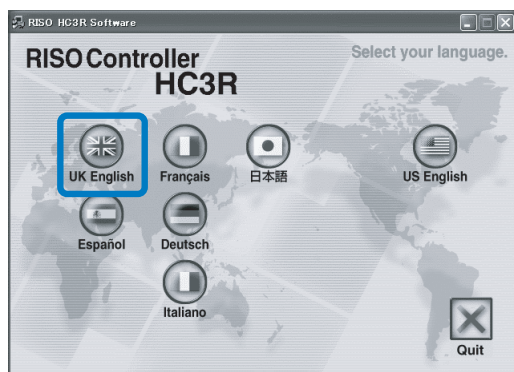 RISO HC3R Software
Select your language.
RISO Controller
HC3R
UK English
Français
日本語
US English
Español
Deutsch
Italiano
Quit